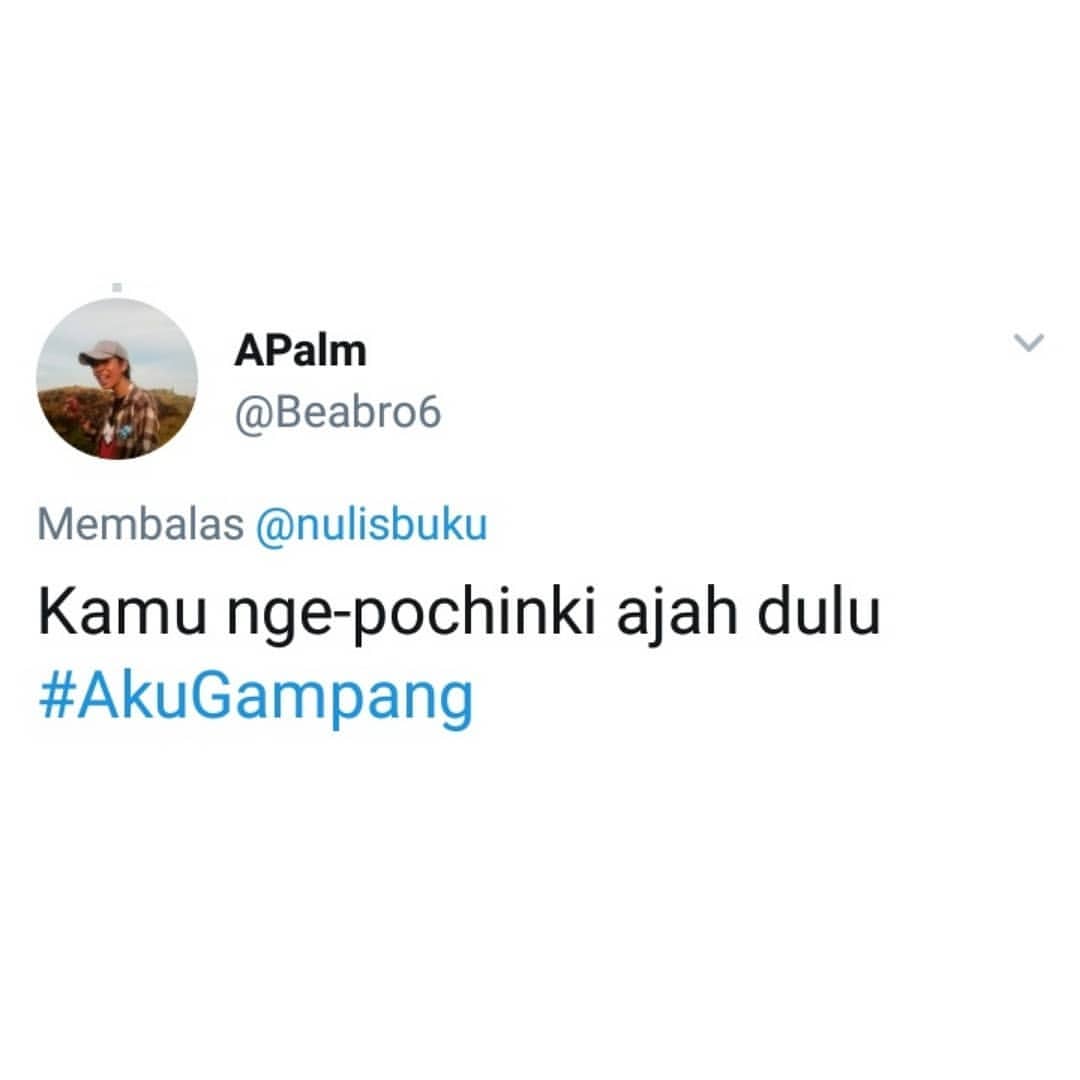 APalm
@Beabro6
Membalas @nulisbuku
Kamu nge-pochinki ajah dulu
#AkuGampang